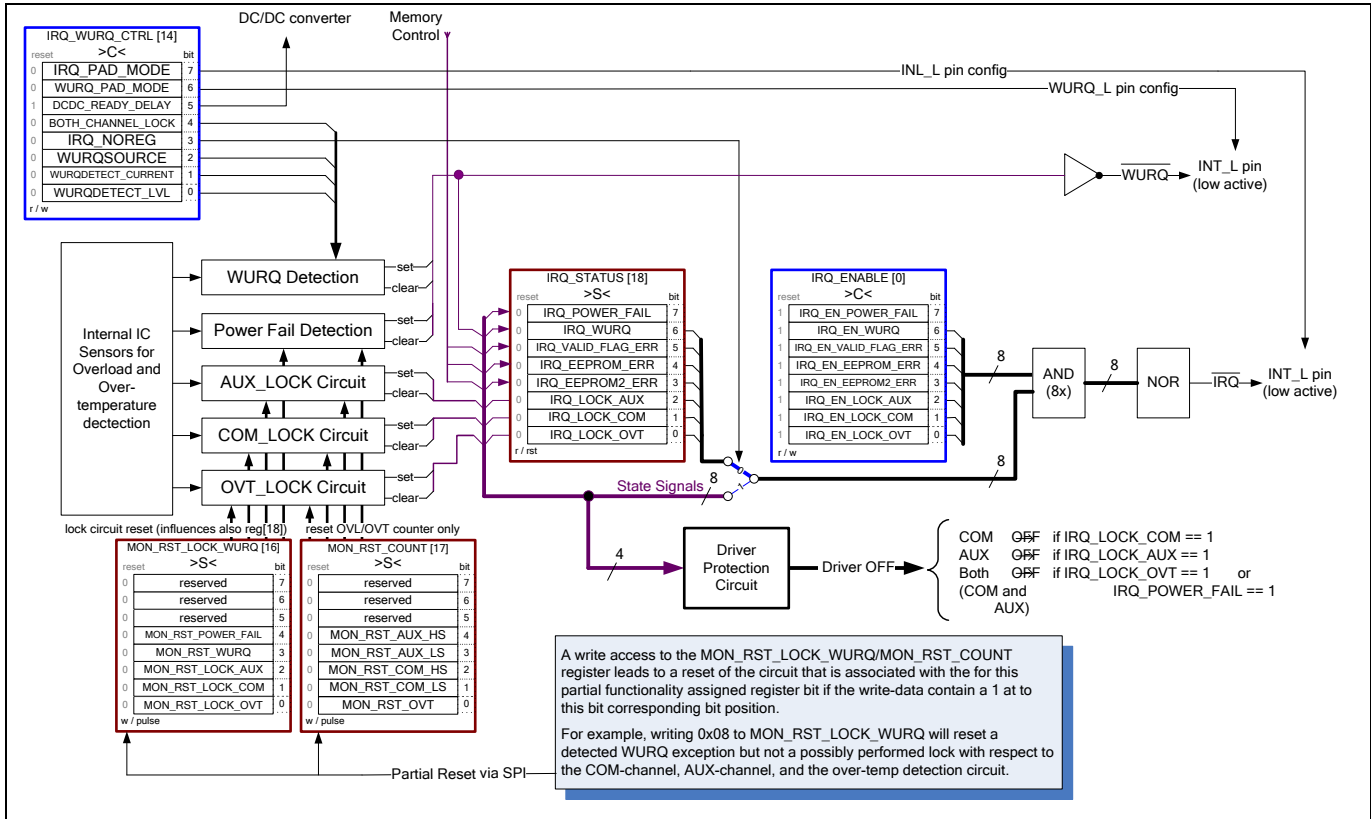 DC/DC converter
Memory
Control
IRQ_WURQ_CTRL [14]
reset >C< bit
0 IRQ_PAD_MODE 7
0 WURQ_PAD_MODE 6
1 DCDC_READY_DELAY 5
0 BOTH_CHANNEL_LOCK 4
0 IRQ_NOREG 3
0 WURQSOURCE 2
0 WURQDETECT_CURRENT 1
0 WURQDETECT_LVL 0
r / w
INL_L pin config
WURQ_L pin config
WURQ
INT_L pin
(low active)
Internal IC
Sensors for
Overload and
Over-
temperature
dectection
WURQ Detection
set
clear
Power Fail Detection
set
clear
AUX_LOCK Circuit
set
clear
COM_LOCK Circuit
set
clear
OVT_LOCK Circuit
set
clear
IRQ_STATUS [18]
reset >S< bit
0 IRQ_POWER_FAIL 7
0 IRQ_WURQ 6
0 IRQ_VALID_FLAG_ERR 5
0 IRQ_EEPROM_ERR 4
0 IRQ_EEPROM2_ERR 3
0 IRQ_LOCK_AUX 2
0 IRQ_LOCK_COM 1
0 IRQ_LOCK_OVT 0
r / rst
IRQ_ENABLE [0]
reset >C< bit
1 IRQ_EN_POWER_FAIL 7
1 IRQ_EN_WURQ 6
1 IRQ_EN_VALID_FLAG_ERR 5
1 IRQ_EN_EEPROM_ERR 4
1 IRQ_EN_EEPROM2_ERR 3
1 IRQ_EN_LOCK_AUX 2
1 IRQ_EN_LOCK_COM 1
1 IRQ_EN_LOCK_OVT 0
r / w
8
AND
(8x)
8
NOR
IRQ
INT_L pin
(low active)
0
1
State Signals
8
8
lock circuit reset (influences also reg[18])
reset OVL/OVT counter only
MON_RST_LOCK_WURQ [16]
reset >S< bit
0 reserved 7
0 reserved 6
0 reserved 5
0 MON_RST_POWER_FAIL 4
0 MON_RST_WURQ 3
0 MON_RST_LOCK_AUX 2
0 MON_RST_LOCK_COM 1
0 MON_RST_LOCK_OVT 0
w / pulse
MON_RST_COUNT [17]
reset >S< bit
0 reserved 7
0 reserved 6
0 reserved 5
0 MON_RST_AUX_HS 4
0 MON_RST_AUX_LS 3
0 MON_RST_COM_HS 2
0 MON_RST_COM_LS 1
0 MON_RST_OVT 0
w / pulse
4
Driver
Protection
Circuit
Driver OFF
COM OFF if IRQ_LOCK_COM == 1
AUX OFF if IRQ_LOCK_AUX == 1
Both OFF if IRQ_LOCK_OVT == 1 or
(COM and IRQ_POWER_FAIL == 1
AUX)
A write access to the MON_RST_LOCK_WURQ/MON_RST_COUNT
register leads to a reset of the circuit that is associated with the for this
partial functionality assigned register bit if the write-data contain a 1 at to
this bit corresponding bit position.
For example, writing 0x08 to MON_RST_LOCK_WURQ will reset a
detected WURQ exception but not a possibly performed lock with respect to
the COM-channel, AUX-channel, and the over-temp detection circuit.
Partial Reset via SPI